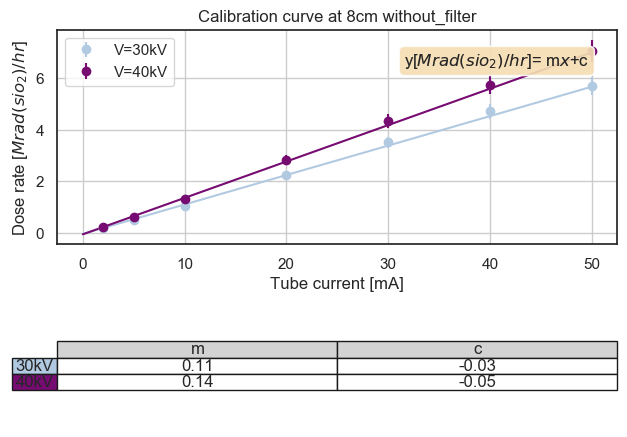 Calibration curve at 8cm without_filter
V=30kV
V=40kV
y[Mrad(sio₂)/hr]= mx+c
Dose rate [Mrad(sio₂)/hr]
6
4
2
0
0 10 20 30 40 50
Tube current [mA]
m c
30kV 0.11 -0.03
40kV 0.14 -0.05